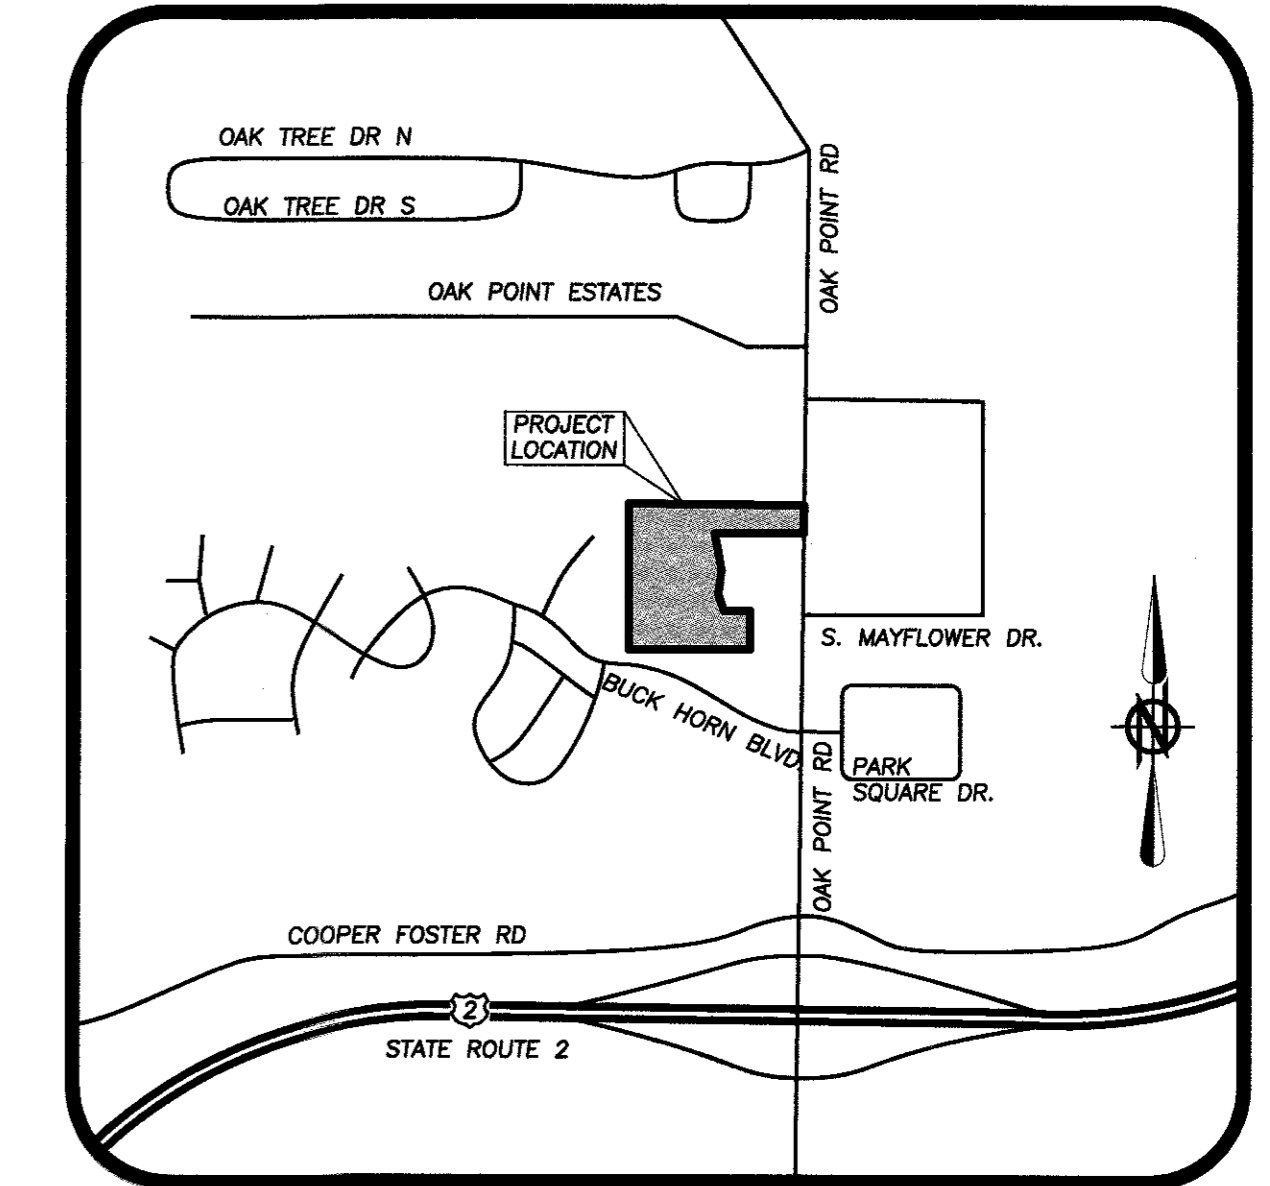 OAK TREE DR N
OAK POINT RD
OAK TREE DR S
OAK POINT ESTATES
PROJECT
LOCATION
S. MAYFLOWER DR.
BUCK HORN BLVD.
OAK POINT RD
PARK
SQUARE DR.
N
COOPER FOSTER RD
2
STATE ROUTE 2